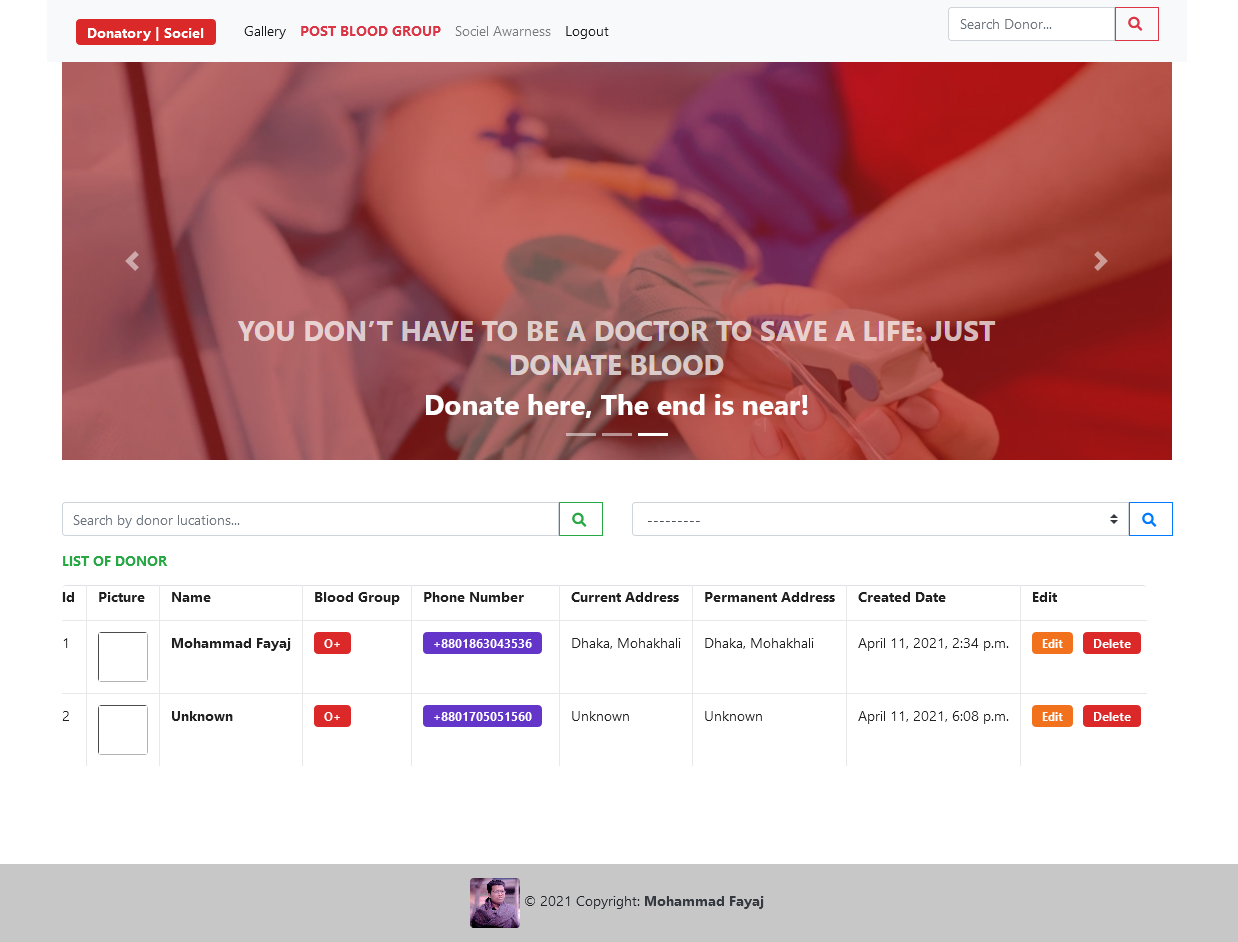 Donatory | Sociel Gallery POST BLOOD GROUP Sociel Awarness Logout Search Donor...
YOU DON’T HAVE TO BE A DOCTOR TO SAVE A LIFE: JUST
DONATE BLOOD
Donate here, The end is near!
Search by donor lucations... ---------
LIST OF DONOR
Id Picture Name Blood Group Phone Number Current Address Permanent Address Created Date Edit
1 Mohammad Fayaj O+ +8801863043536 Dhaka, Mohakhali Dhaka, Mohakhali April 11, 2021, 2:34 p.m. Edit Delete
2 Unknown O+ +8801705051560 Unknown Unknown April 11, 2021, 6:08 p.m. Edit Delete
© 2021 Copyright: Mohammad Fayaj